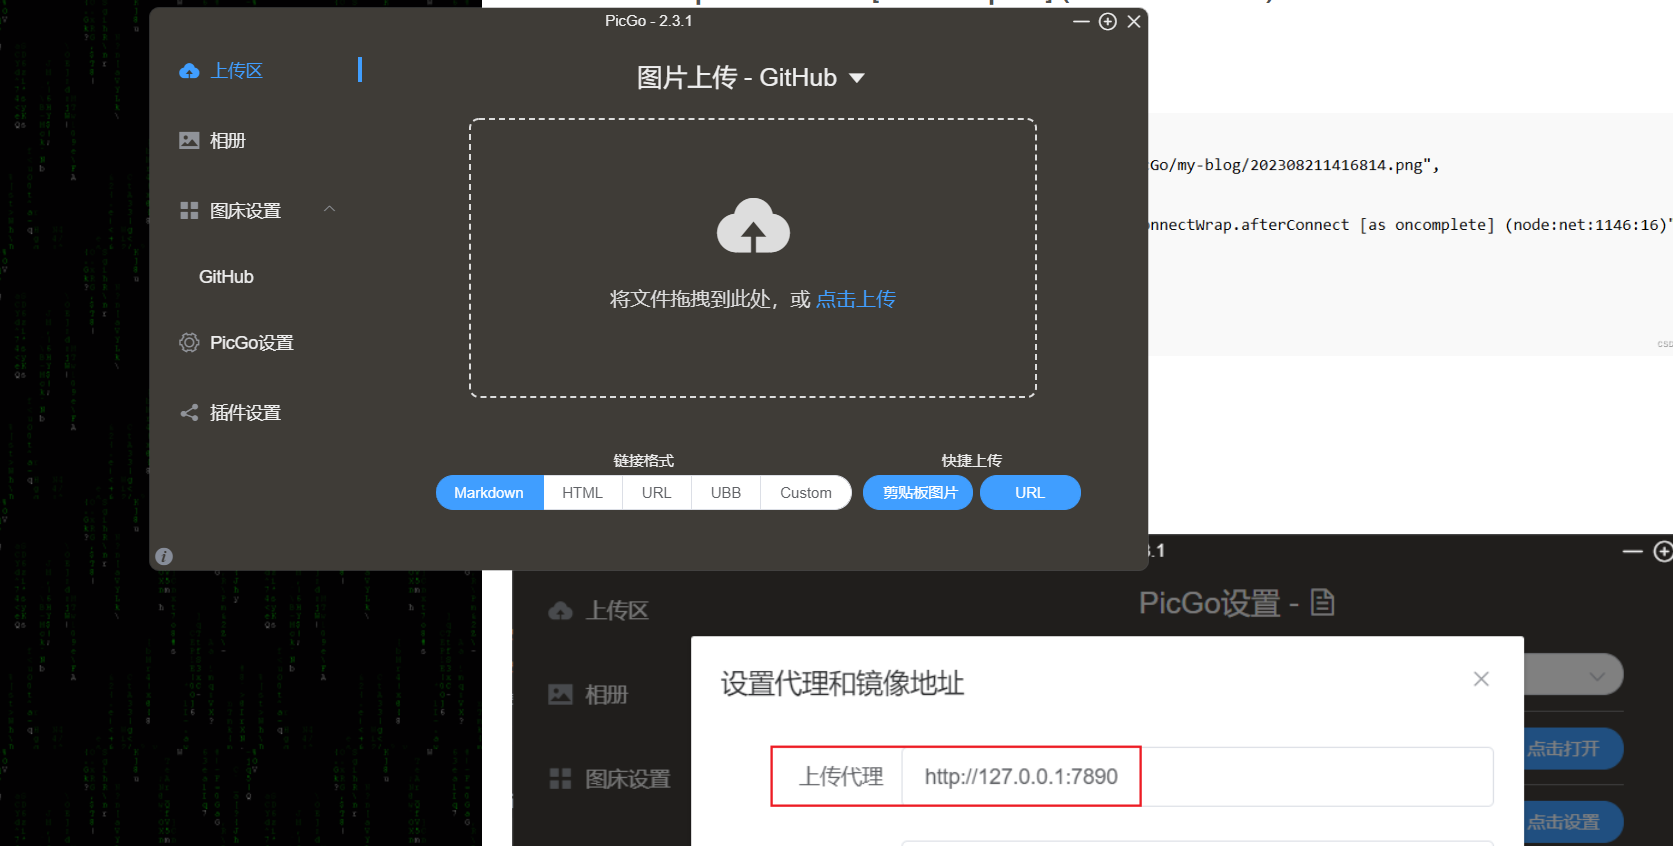 PicGo - 2.3.1
上传区
图片上传 - GitHub
相册
图床设置
GitHub
将文件拖拽到此处，或 点击上传
PicGo设置
插件设置
链接格式
快捷上传
Markdown
HTML
URL
UBB
Custom
剪贴板图片
URL
Go/my-blog/202308211416814.png",
nnectWrap.afterConnect [as oncomplete] (node:net:1146:16)"
3.1
上传区
PicGo设置 -
相册
设置代理和镜像地址
点击打开
图床设置
上传代理
http://127.0.0.1:7890
点击设置